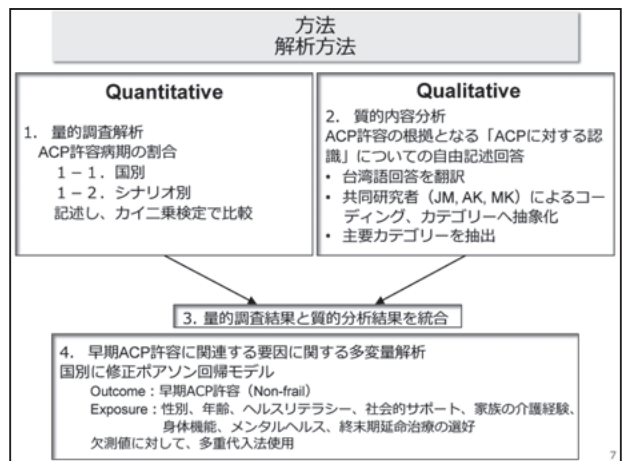 方法
解析方法
Quantitative
1. 量的調査解析
ACP許容病期の割合
1－1．国別
1－2．シナリオ別
記述し、カイ二乗検定で比較
Qualitative
2. 質的内容分析
ACP許容の根拠となる「ACPに対する認
識」についての自由記述回答
• 台湾語回答を翻訳
• 共同研究者（JM, AK, MK）によるコー
ディング、カテゴリーへ抽象化
• 主要カテゴリーを抽出
3. 量的調査結果と質的分析結果を統合
4. 早期ACP許容に関連する要因に関する多変量解析
国別に修正ポアソン回帰モデル
Outcome：早期ACP許容（Non-frail）
Exposure：性別、年齢、ヘルスリテラシー、社会的サポート、家族の介護経験、
身体機能、メンタルヘルス、終末期延命治療の選好
欠測値に対して、多重代入法使用
7